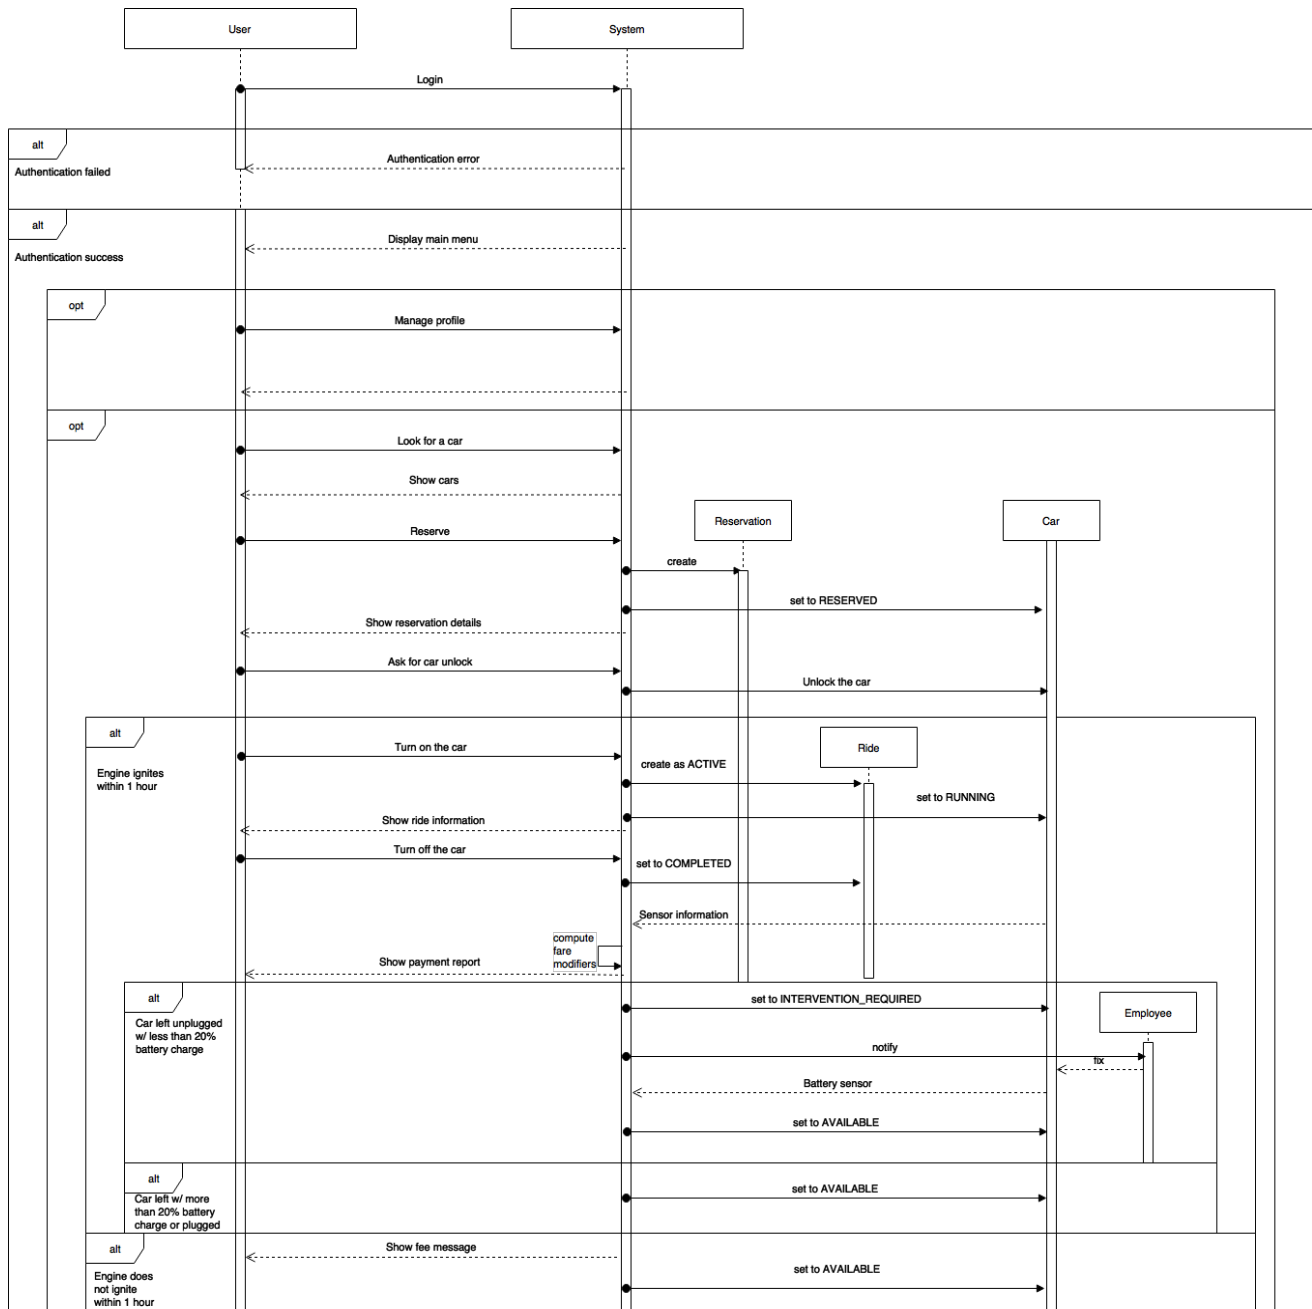 User
System
Login
alt
Authentication error
Authentication failed
alt
Display main menu
Authentication success
opt
Manage profile
opt
Look for a car
Show cars
Reservation
Car
Reserve
create
set to RESERVED
Show reservation details
Ask for car unlock
Unlock the car
alt
Ride
Turn on the car
create as ACTIVE
Engine ignites
within 1 hour
set to RUNNING
Show ride information
Turn off the car
set to COMPLETED
Sensor information
compute
fare
modifiers
Show payment report
alt
set to INTERVENTION_REQUIRED
Employee
Car left unplugged
w/ less than 20%
battery charge
notify
fix
Battery sensor
set to AVAILABLE
alt
set to AVAILABLE
Car left w/ more
than 20% battery
charge or plugged
alt
Show fee message
set to AVAILABLE
Engine does
not ignite
within 1 hour